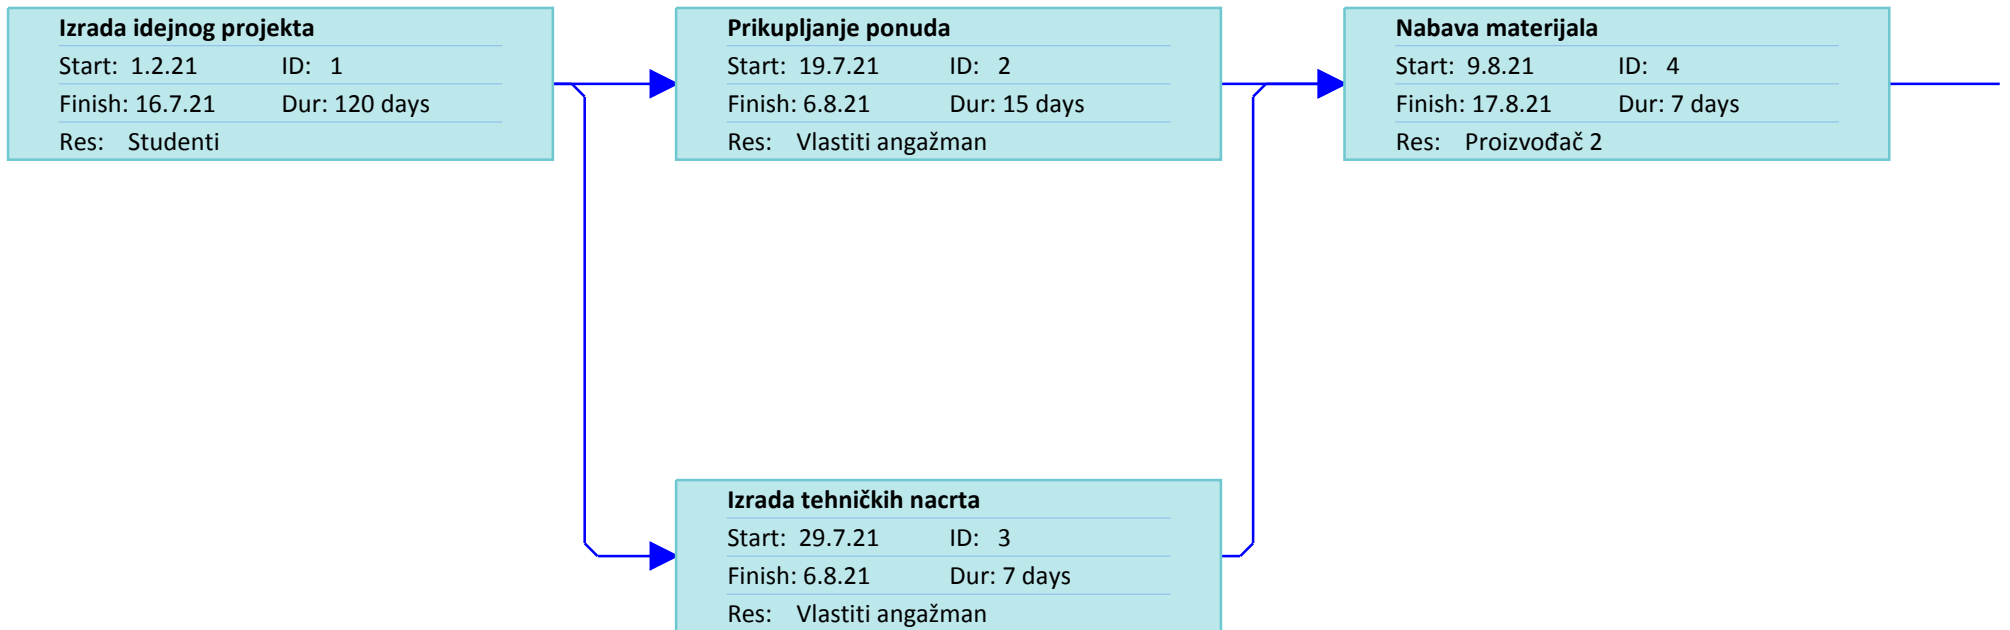 Izrada idejnog projekta
Start: 1.2.21 ID: 1
Finish: 16.7.21 Dur: 120 days
Res: Studenti
Prikupljanje ponuda
Start: 19.7.21 ID: 2
Finish: 6.8.21 Dur: 15 days
Res: Vlastiti angažman
Nabava materijala
Start: 9.8.21 ID: 4
Finish: 17.8.21 Dur: 7 days
Res: Proizvođač 2
Izrada tehničkih nacrta
Start: 29.7.21 ID: 3
Finish: 6.8.21 Dur: 7 days
Res: Vlastiti angažman